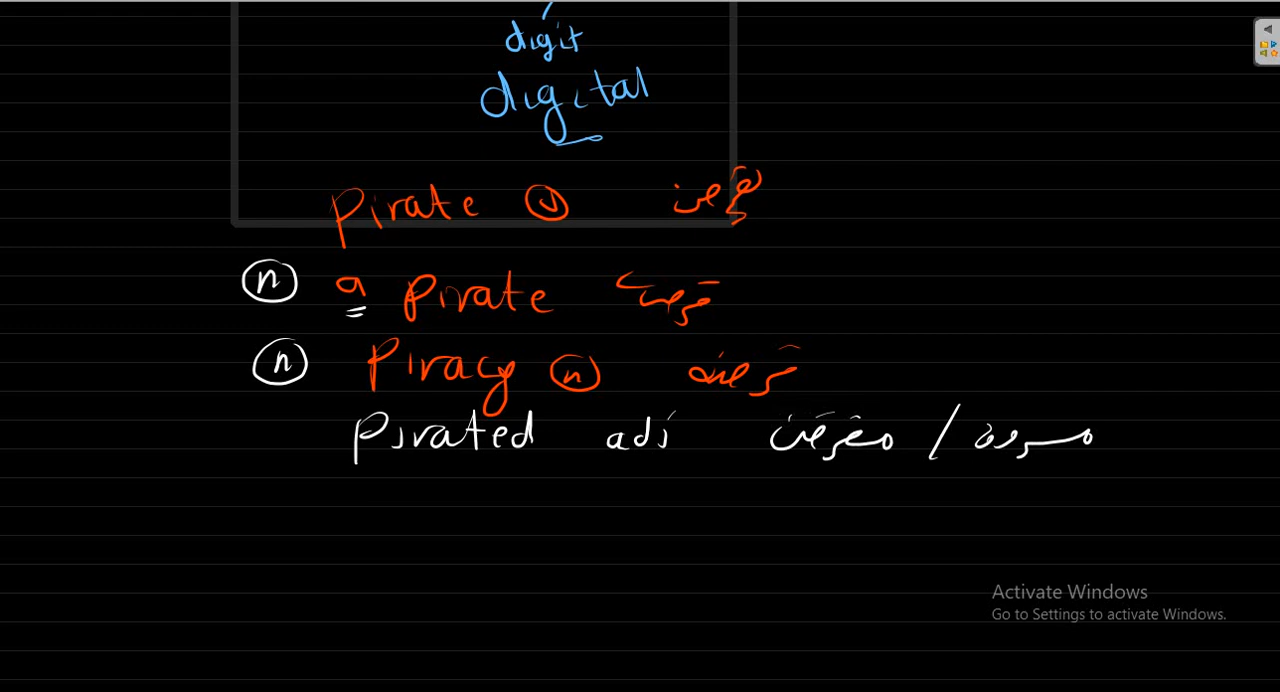 digit
digital
pirate v يقرصن
n a pirate قرصان
n Piracy n قرصنه
Pirated adj مقرصن / مسروق
Activate Windows
Go to Settings to activate Windows.